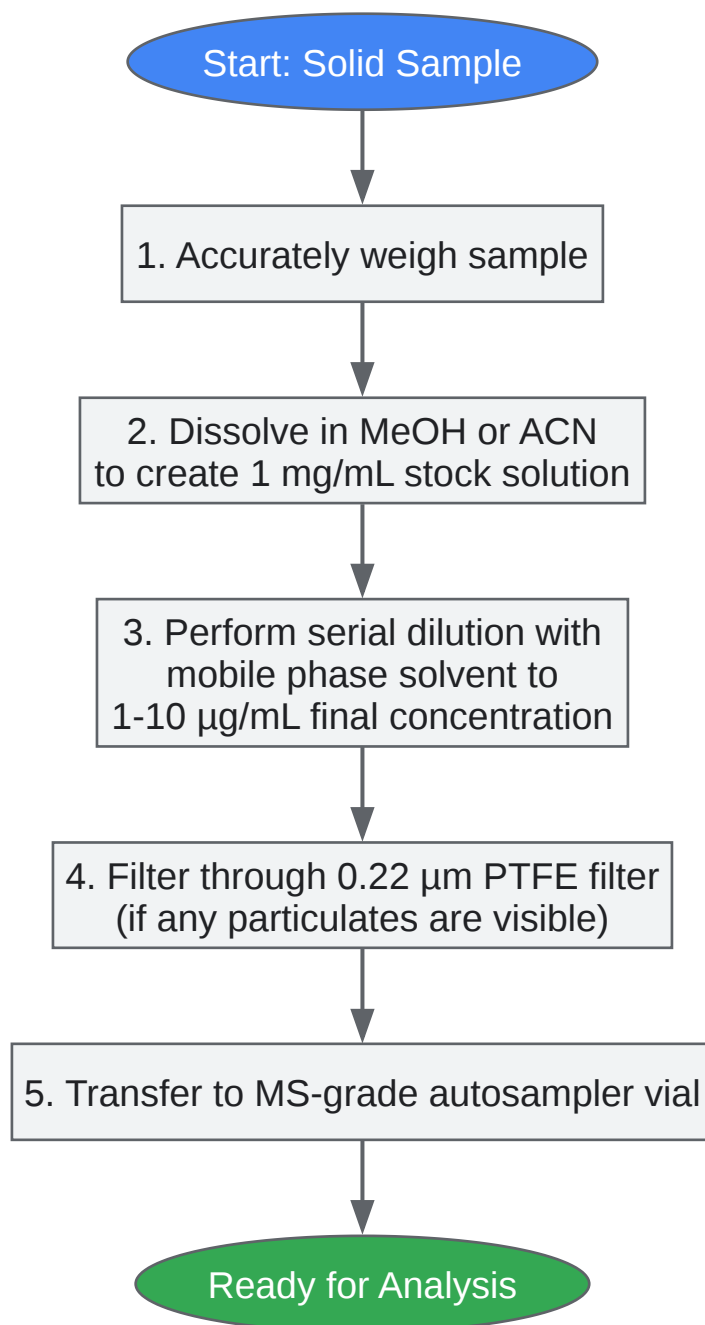 Start: Solid Sample
1. Accurately weigh sample
2. Dissolve in MeOH or ACN
to create 1 mg/mL stock solution
3. Perform serial dilution with
mobile phase solvent to
1-10 µg/mL final concentration
4. Filter through 0.22 µm PTFE filter
(if any particulates are visible)
5. Transfer to MS-grade autosampler vial
Ready for Analysis